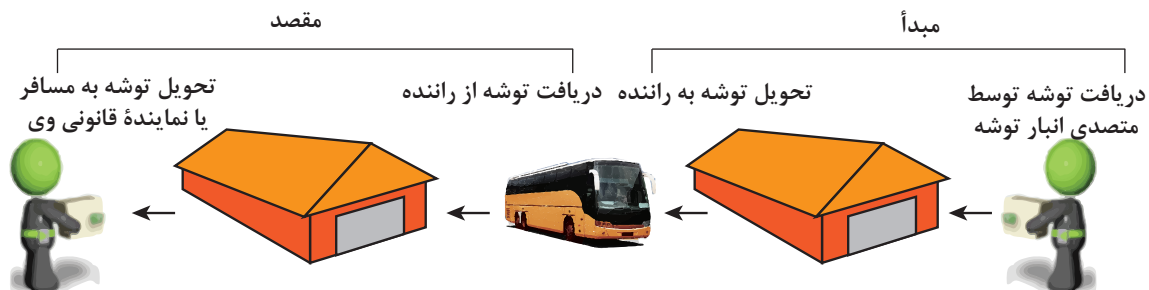 مبدأ
مقصد
دریافت توشه توسط
متصدی انبار توشه
تحویل توشه به راننده
دریافت توشه از راننده
تحویل توشه به مسافر
یا نمایندهٔ قانونی وی